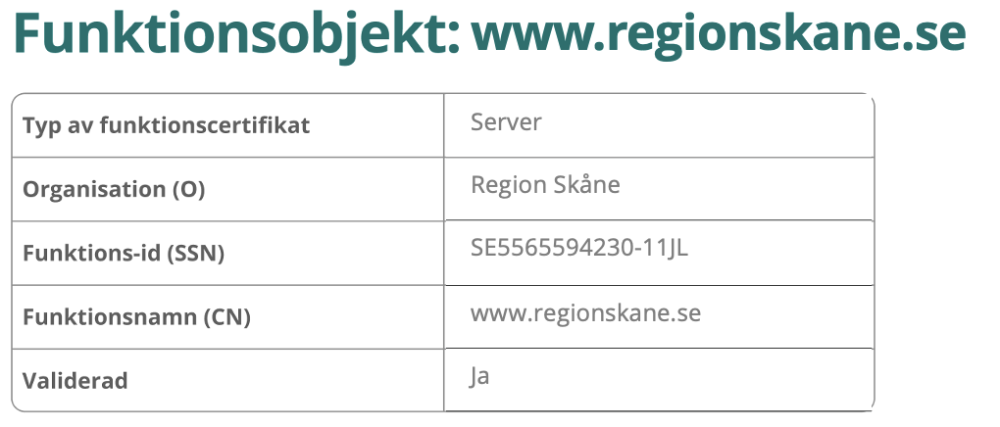 Funktionsobjekt: www.regionskane.se
Typ av funktionscertifikat Server
Organisation (O) Region Skåne
Funktions-id (SSN) SE5565594230-11JL
Funktionsnamn (CN) www.regionskane.se
Validerad Ja